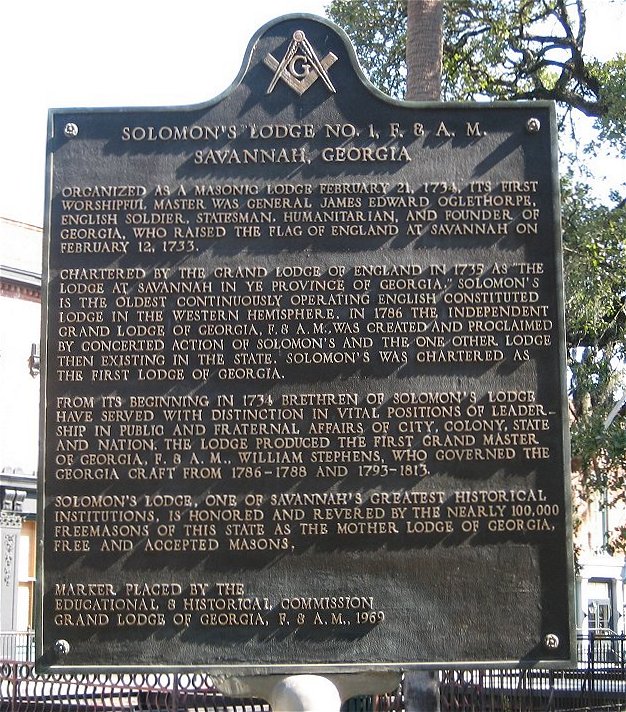 G
SOLOMON'S LODGE NO. 1, F. & A. M.
SAVANNAH, GEORGIA
ORGANIZED AS A MASONIC LODGE FEBRUARY 21, 1734, ITS FIRST
WORSHIPFUL MASTER WAS GENERAL JAMES EDWARD OGLETHORPE,
ENGLISH SOLDIER, STATESMAN, HUMANITARIAN, AND FOUNDER OF
GEORGIA, WHO RAISED THE FLAG OF ENGLAND AT SAVANNAH ON
FEBRUARY 12, 1733.
CHARTERED BY THE GRAND LODGE OF ENGLAND IN 1735 AS "THE
LODGE AT SAVANNAH IN YE PROVINCE OF GEORGIA." SOLOMON'S
IS THE OLDEST CONTINUOUSLY OPERATING ENGLISH CONSTITUTED
LODGE IN THE WESTERN HEMISPHERE. IN 1786 THE INDEPENDENT
GRAND LODGE OF GEORGIA, F. & A. M., WAS CREATED AND PROCLAIMED
BY CONCERTED ACTION OF SOLOMON'S AND THE ONE OTHER LODGE
THEN EXISTING IN THE STATE. SOLOMON'S WAS CHARTERED AS
THE FIRST LODGE OF GEORGIA.
FROM ITS BEGINNING IN 1734 BRETHREN OF SOLOMON'S LODGE
HAVE SERVED WITH DISTINCTION IN VITAL POSITIONS OF LEADER-
SHIP IN PUBLIC AND FRATERNAL AFFAIRS OF CITY, COLONY, STATE
AND NATION. THE LODGE PRODUCED THE FIRST GRAND MASTER
OF GEORGIA, F. & A. M., WILLIAM STEPHENS, WHO GOVERNED THE
GEORGIA CRAFT FROM 1786-1788 AND 1793-1813.
SOLOMON'S LODGE, ONE OF SAVANNAH'S GREATEST HISTORICAL
INSTITUTIONS, IS HONORED AND REVERED BY THE NEARLY 100,000
FREEMASONS OF THIS STATE AS THE MOTHER LODGE OF GEORGIA,
FREE AND ACCEPTED MASONS.
MARKER PLACED BY THE
EDUCATIONAL & HISTORICAL COMMISSION
GRAND LODGE OF GEORGIA, F. & A. M., 1969